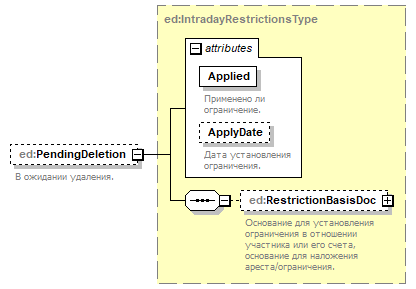 ed:IntradayRestrictionsType
attributes
Applied
Применено ли
ограничение.
ApplyDate
Дата установления
ограничения.
ed:PendingDeletion
В ожидании удаления.
ed:RestrictionBasisDoc
Основание для установления
ограничения в отношении
участника или его счета,
основание для наложения
ареста/ограничения.